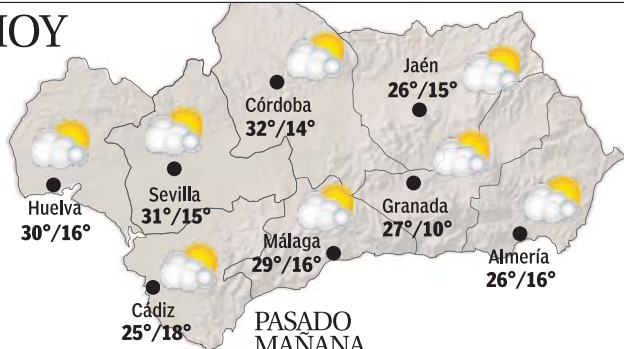 HOY
Jaén
26°/15°
Córdoba
32°/14°
Sevilla
31°/15°
Huelva
30°/16°
Granada
27°/10°
Málaga
29°/16°
Almería
26°/16°
Cádiz
25°/18°
PASADO
MAÑANA